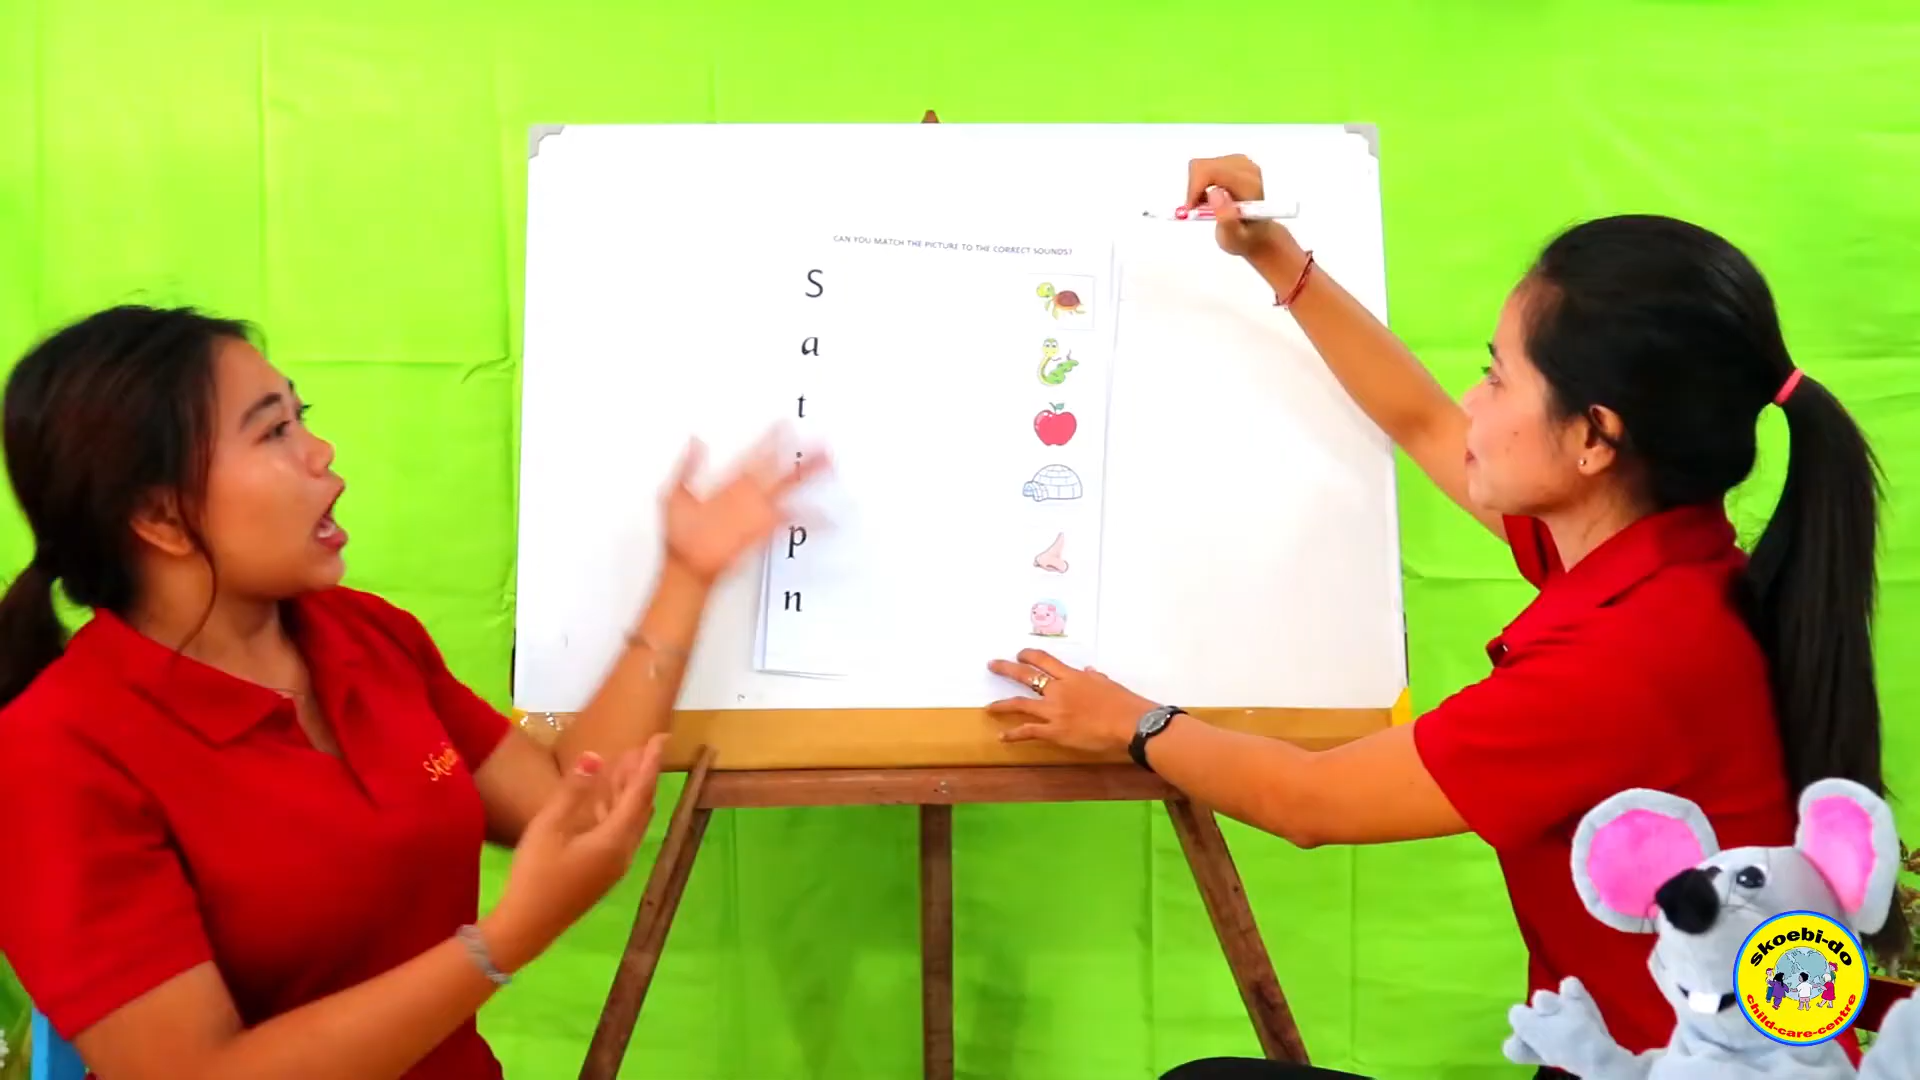 CAN YOU MATCH THE PICTURE TO THE CORRECT SOUNDS?
S
a
t
i
p
n
skoebi-do
child-care-centre